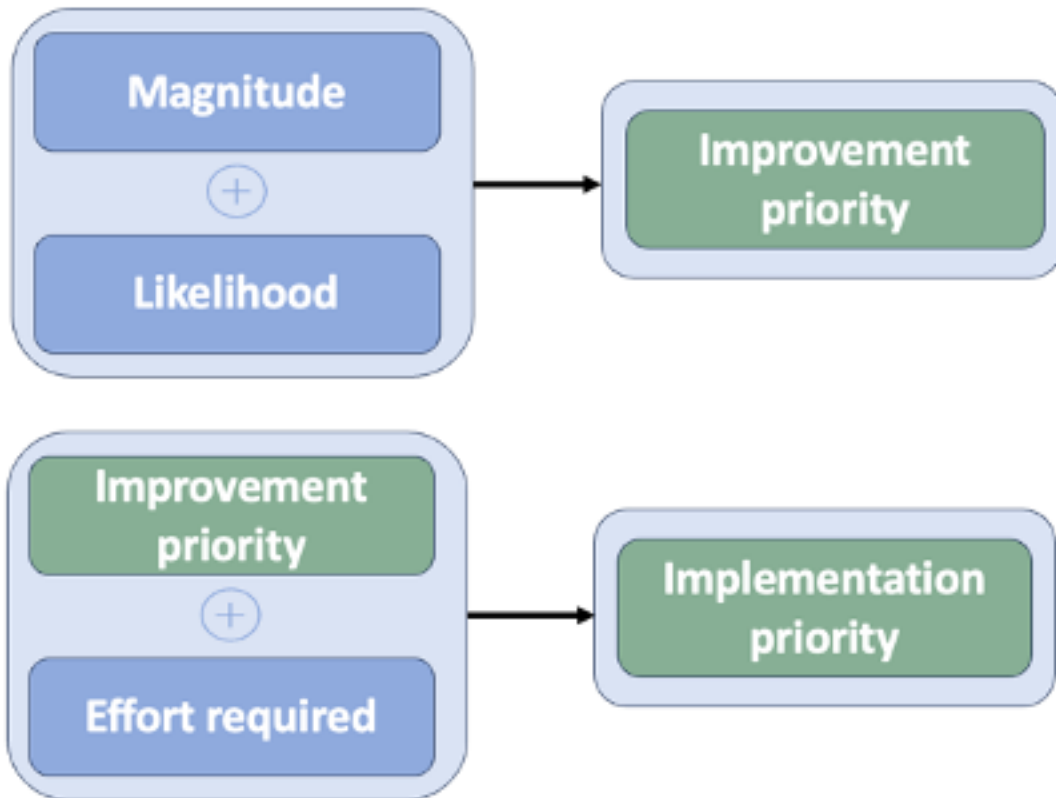 Magnitude
+
Likelihood
Improvement
priority
Improvement
priority
+
Effort required
Implementation
priority